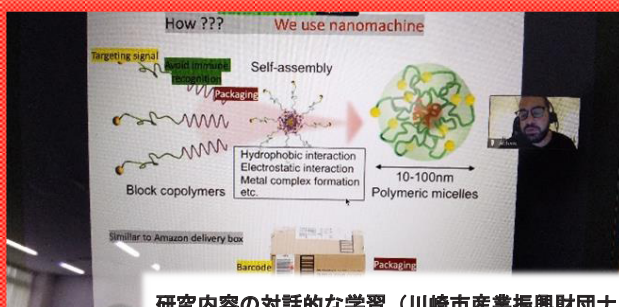 How ???
We use nanomachine
Targeting signal
Avoid immune
recognition
Packaging
Self-assembly
Hydrophobic interaction
Electrostatic interaction
Metal complex formation
etc.
Block copolymers
10-100nm
Polymeric micelles
Simillar to Amazon delivery box
Barcode
Packaging
研究内容の対話的な学習（川崎市産業振興財団